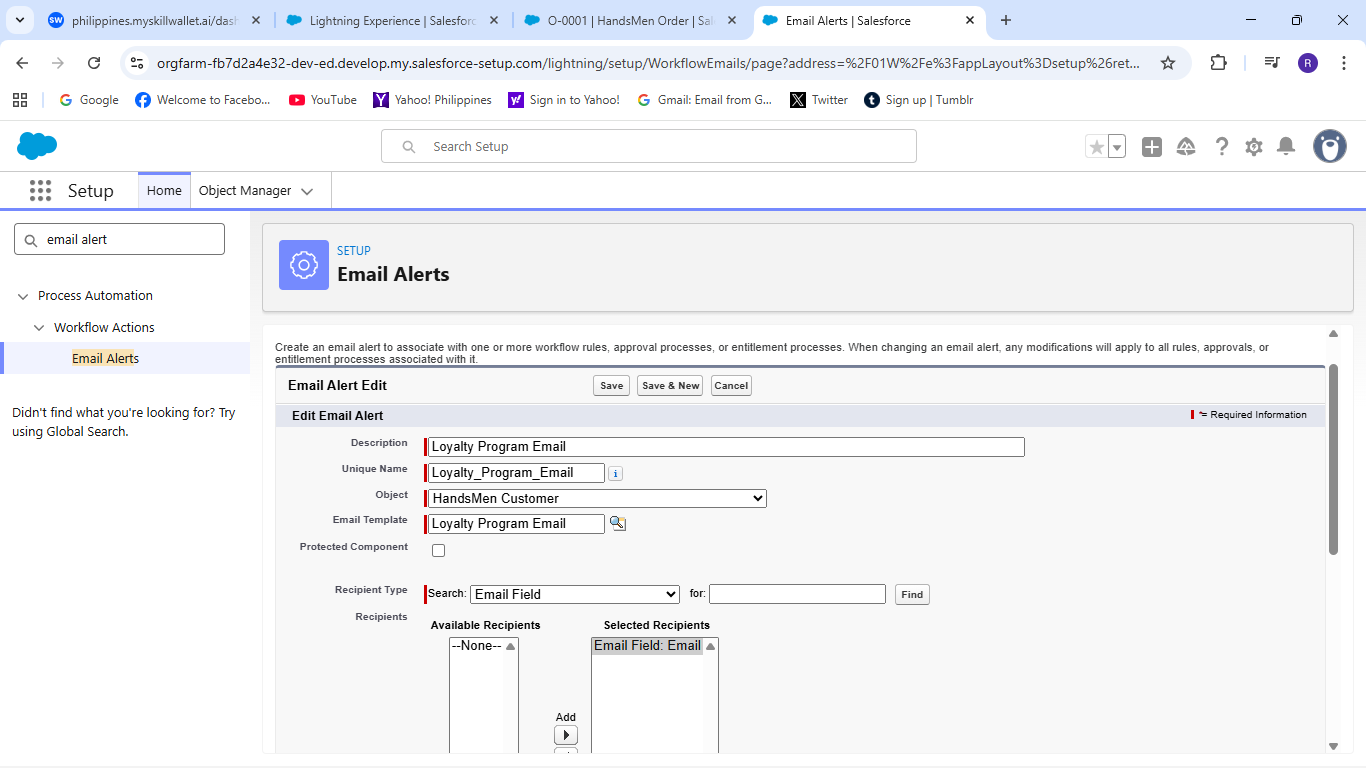 philippines.myskillwallet.ai/dash
Lightning Experience | Salesforc
O-0001 | HandsMen Order | Sal
Email Alerts | Salesforce
orgfarm-fb7d2a4e32-dev-ed.develop.my.salesforce-setup.com/lightning/setup/WorkflowEmails/page?address=%2F01W%2Fe%3FappLayout%3Dsetup%26ret...
R
Google
Welcome to Facebo...
YouTube
Yahoo! Philippines
Sign in to Yahoo!
Gmail: Email from G...
Twitter
Sign up | Tumblr
Search Setup
Setup
Home
Object Manager
email alert
Process Automation
Workflow Actions
Email Alerts
Didn't find what you're looking for? Try
using Global Search.
SETUP
Email Alerts
Create an email alert to associate with one or more workflow rules, approval processes, or entitlement processes. When changing an email alert, any modifications will apply to all rules, approvals, or
entitlement processes associated with it.
Email Alert Edit
Save
Save & New
Cancel
Edit Email Alert
= Required Information
Description
Loyalty Program Email
Unique Name
Loyalty_Program_Email
i
Object
HandsMen Customer
Email Template
Loyalty Program Email
Protected Component
Recipient Type
Search:
Email Field
for:
Find
Recipients
Available Recipients
Selected Recipients
--None--
Email Field: Email
Add